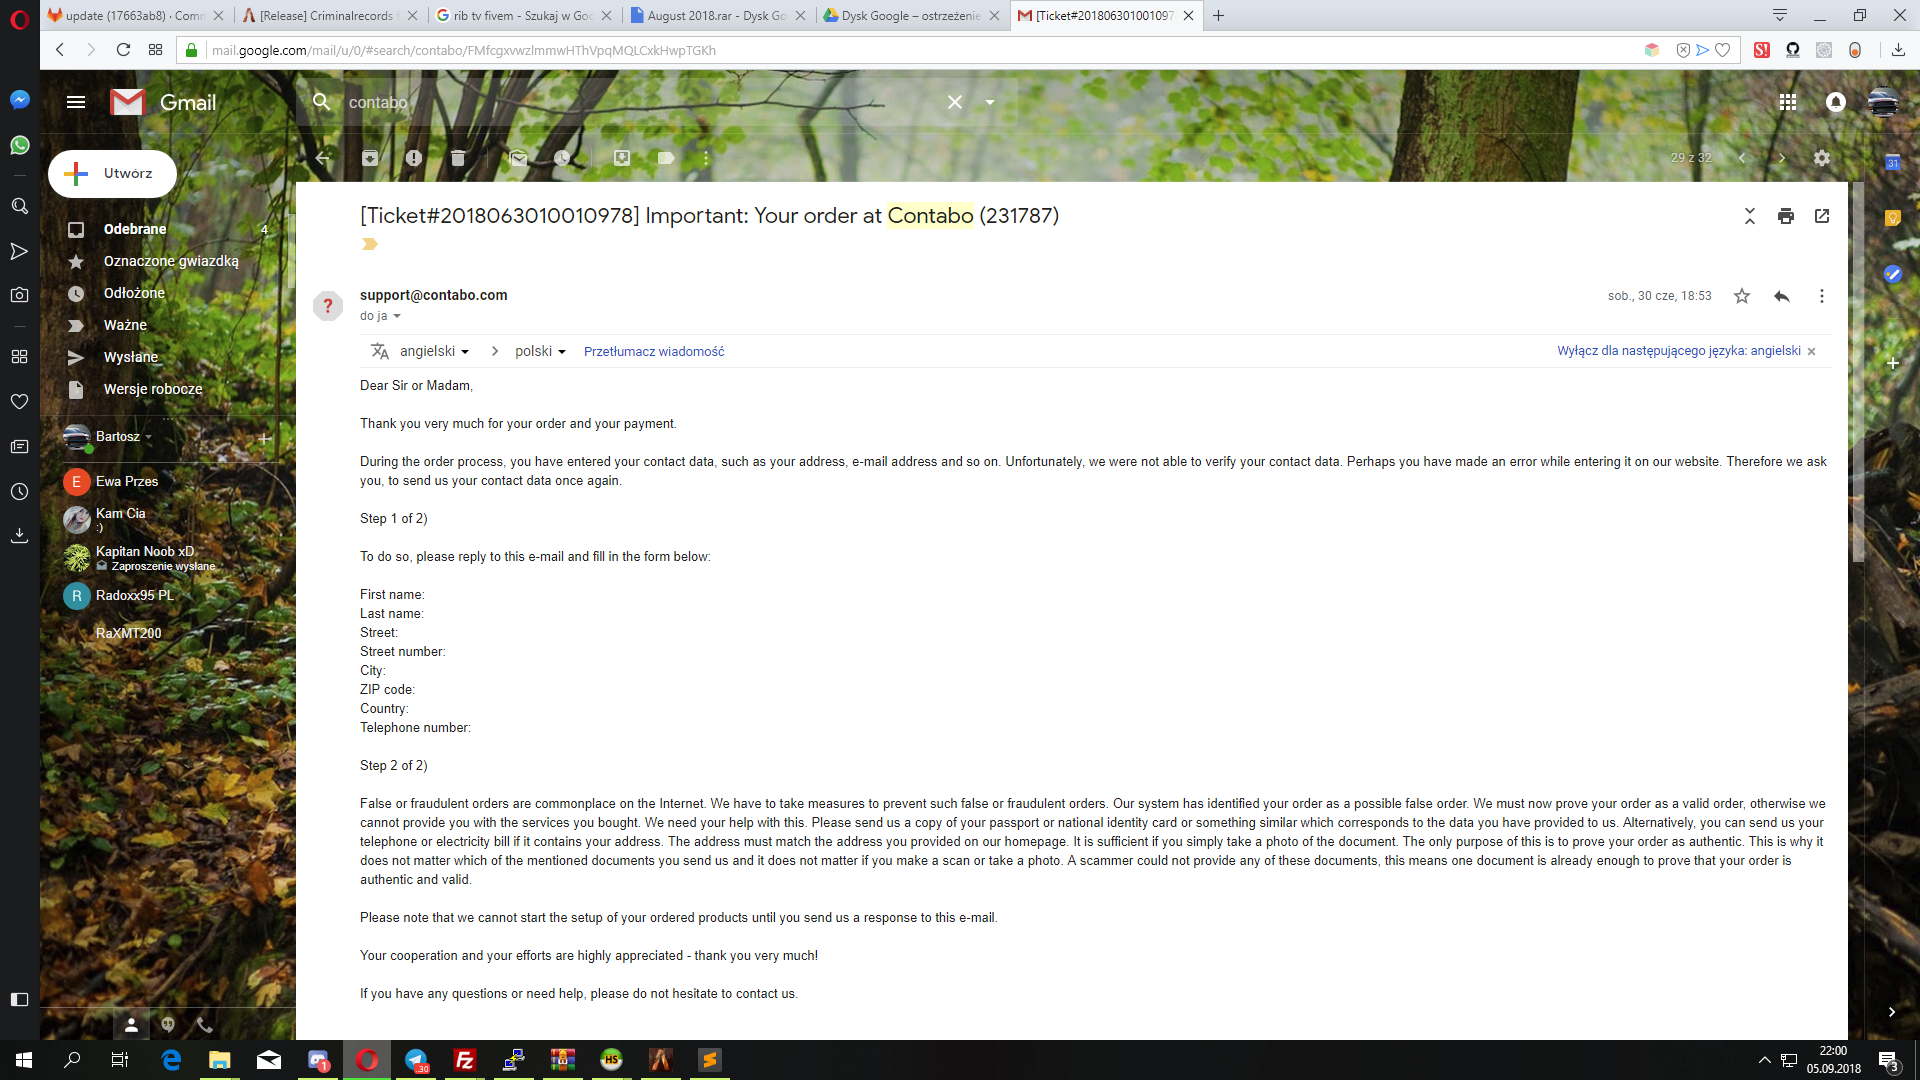 update (17663ab8) · Comm
[Release] Criminalrecords f
rib tv fivem - Szukaj w Goo
August 2018.rar - Dysk Go
Dysk Google – ostrzeżenie
[Ticket#201806301001097
mail.google.com/mail/u/0/#search/contabo/FMfcgxvwzlmmwHThVpqMQLCxkHwpTGKh
Gmail
contabo
Utwórz
29 z 32
31
Odebrane 4
Oznaczone gwiazdką
Odłożone
Ważne
Wysłane
Wersje robocze
Bartosz
E Ewa Przes
Kam Cia
:)
Kapitan Noob xD
Zaproszenie wysłane
R Radoxx95 PL
RaXMT200
[Ticket#2018063010010978] Important: Your order at Contabo (231787)
support@contabo.com
sob., 30 cze, 18:53
do ja
angielski > polski Przetłumacz wiadomość
Wyłącz dla następującego języka: angielski
Dear Sir or Madam,
Thank you very much for your order and your payment.
During the order process, you have entered your contact data, such as your address, e-mail address and so on. Unfortunately, we were not able to verify your contact data. Perhaps you have made an error while entering it on our website. Therefore we ask
you, to send us your contact data once again.
Step 1 of 2)
To do so, please reply to this e-mail and fill in the form below:
First name:
Last name:
Street:
Street number:
City:
ZIP code:
Country:
Telephone number:
Step 2 of 2)
False or fraudulent orders are commonplace on the Internet. We have to take measures to prevent such false or fraudulent orders. Our system has identified your order as a possible false order. We must now prove your order as a valid order, otherwise we
cannot provide you with the services you bought. We need your help with this. Please send us a copy of your passport or national identity card or something similar which corresponds to the data you have provided to us. Alternatively, you can send us your
telephone or electricity bill if it contains your address. The address must match the address you provided on our homepage. It is sufficient if you simply take a photo of the document. The only purpose of this is to prove your order as authentic. This is why it
does not matter which of the mentioned documents you send us and it does not matter if you make a scan or take a photo. A scammer could not provide any of these documents, this means one document is already enough to prove that your order is
authentic and valid.
Please note that we cannot start the setup of your ordered products until you send us a response to this e-mail.
Your cooperation and your efforts are highly appreciated - thank you very much!
If you have any questions or need help, please do not hesitate to contact us.
22:00
05.09.2018